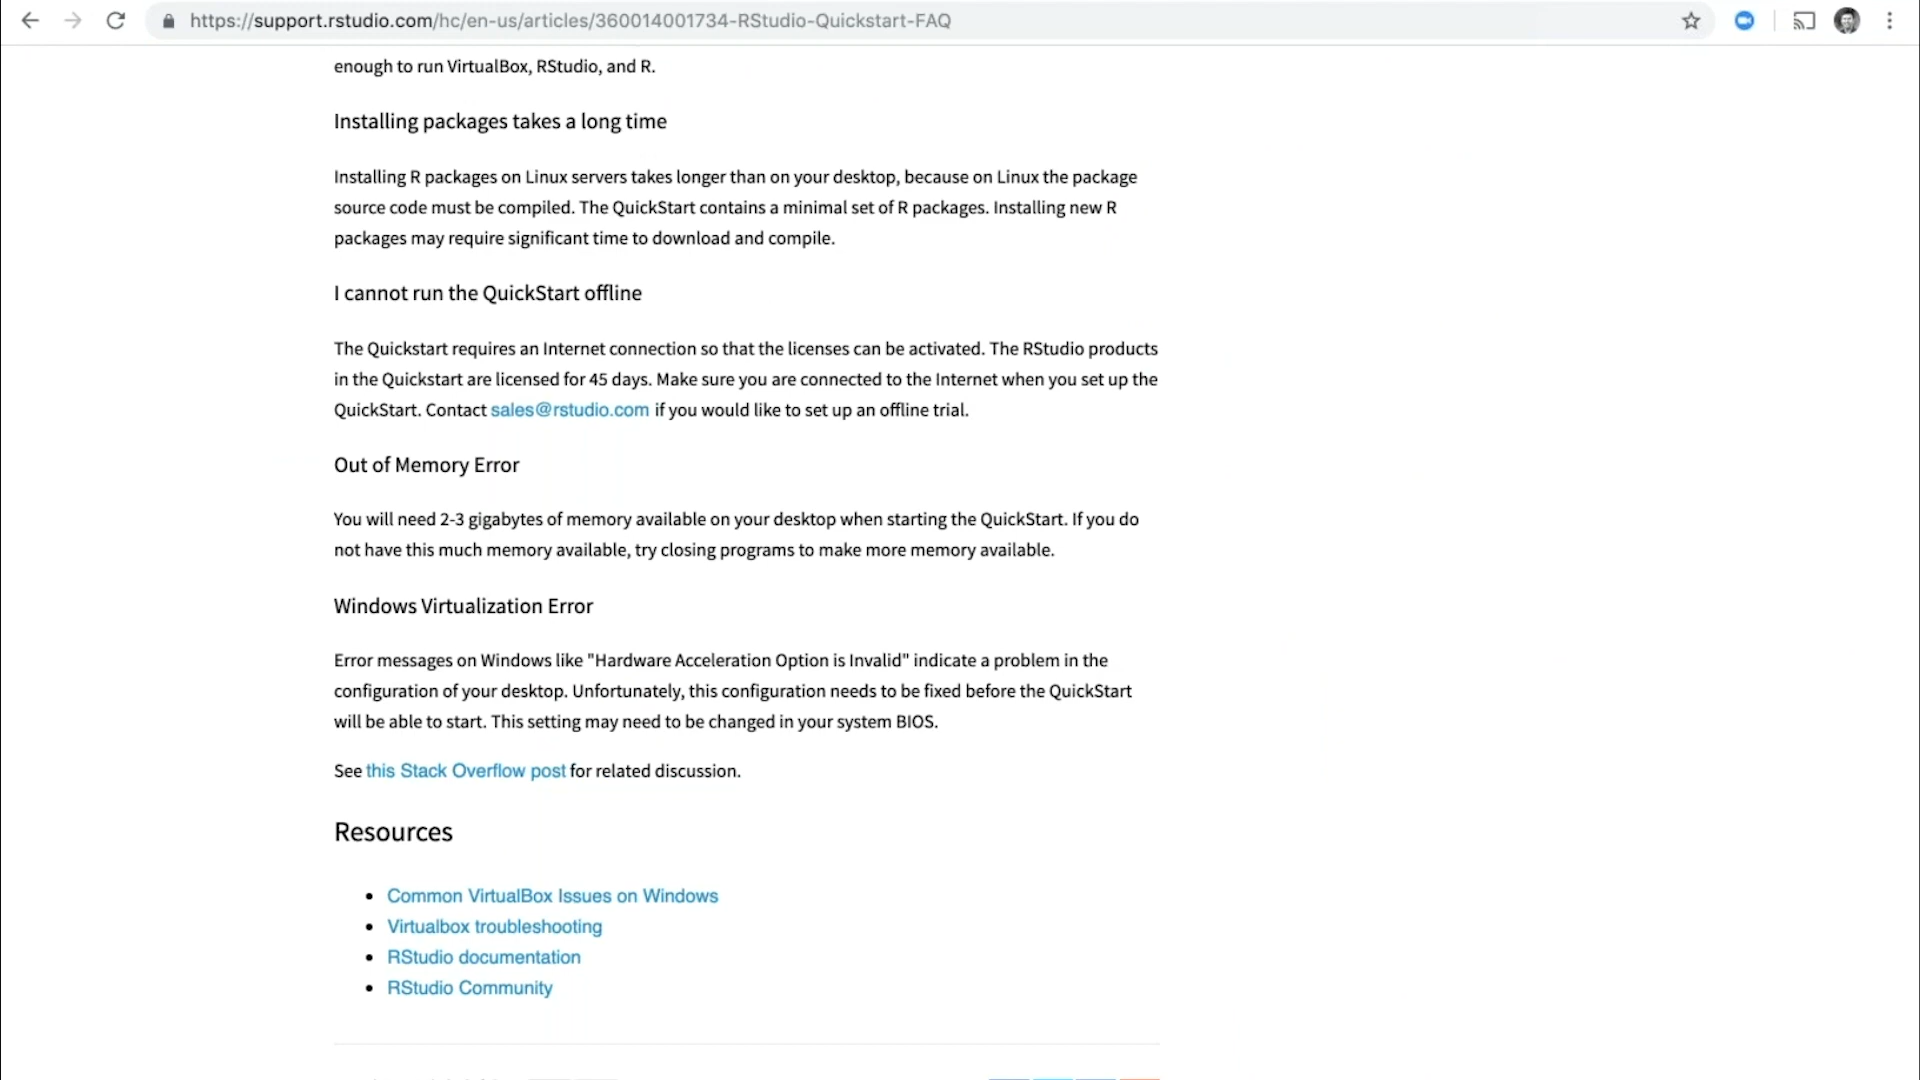 https://support.rstudio.com/hc/en-us/articles/360014001734-RStudio-Quickstart-FAQ
enough to run VirtualBox, RStudio, and R.
Installing packages takes a long time
Installing R packages on Linux servers takes longer than on your desktop, because on Linux the package
source code must be compiled. The QuickStart contains a minimal set of R packages. Installing new R
packages may require significant time to download and compile.
I cannot run the QuickStart offline
The Quickstart requires an Internet connection so that the licenses can be activated. The RStudio products
in the Quickstart are licensed for 45 days. Make sure you are connected to the Internet when you set up the
QuickStart. Contact sales@rstudio.com if you would like to set up an offline trial.
Out of Memory Error
You will need 2-3 gigabytes of memory available on your desktop when starting the QuickStart. If you do
not have this much memory available, try closing programs to make more memory available.
Windows Virtualization Error
Error messages on Windows like "Hardware Acceleration Option is Invalid" indicate a problem in the
configuration of your desktop. Unfortunately, this configuration needs to be fixed before the QuickStart
will be able to start. This setting may need to be changed in your system BIOS.
See this Stack Overflow post for related discussion.
Resources
• Common VirtualBox Issues on Windows
• Virtualbox troubleshooting
• RStudio documentation
• RStudio Community